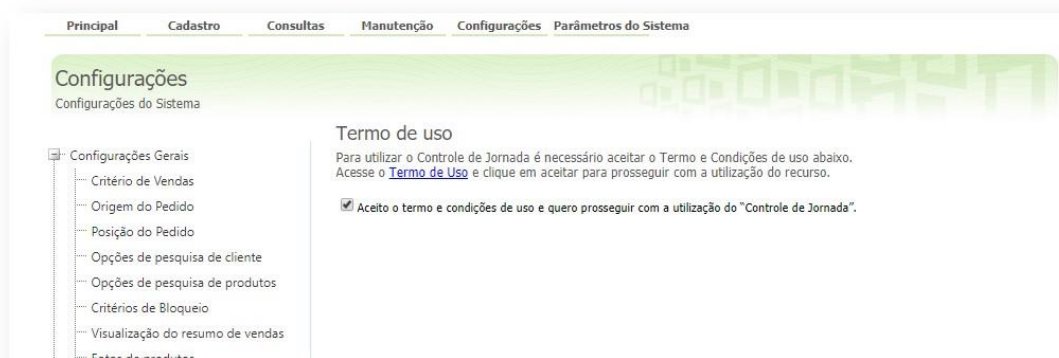 Principal Cadastro Consultas Manutenção Configurações Parâmetros do Sistema
Configurações
Configurações do Sistema
Termo de uso
Para utilizar o Controle de Jornada é necessário aceitar o Termo e Condições de uso abaixo.
Acesse o Termo de Uso e clique em aceitar para prosseguir com a utilização do recurso.
Aceito o termo e condições de uso e quero prosseguir com a utilização do "Controle de Jornada".
Configurações Gerais
Critério de Vendas
Origem do Pedido
Posição do Pedido
Opções de pesquisa de cliente
Opções de pesquisa de produtos
Critérios de Bloqueio
Visualização do resumo de vendas